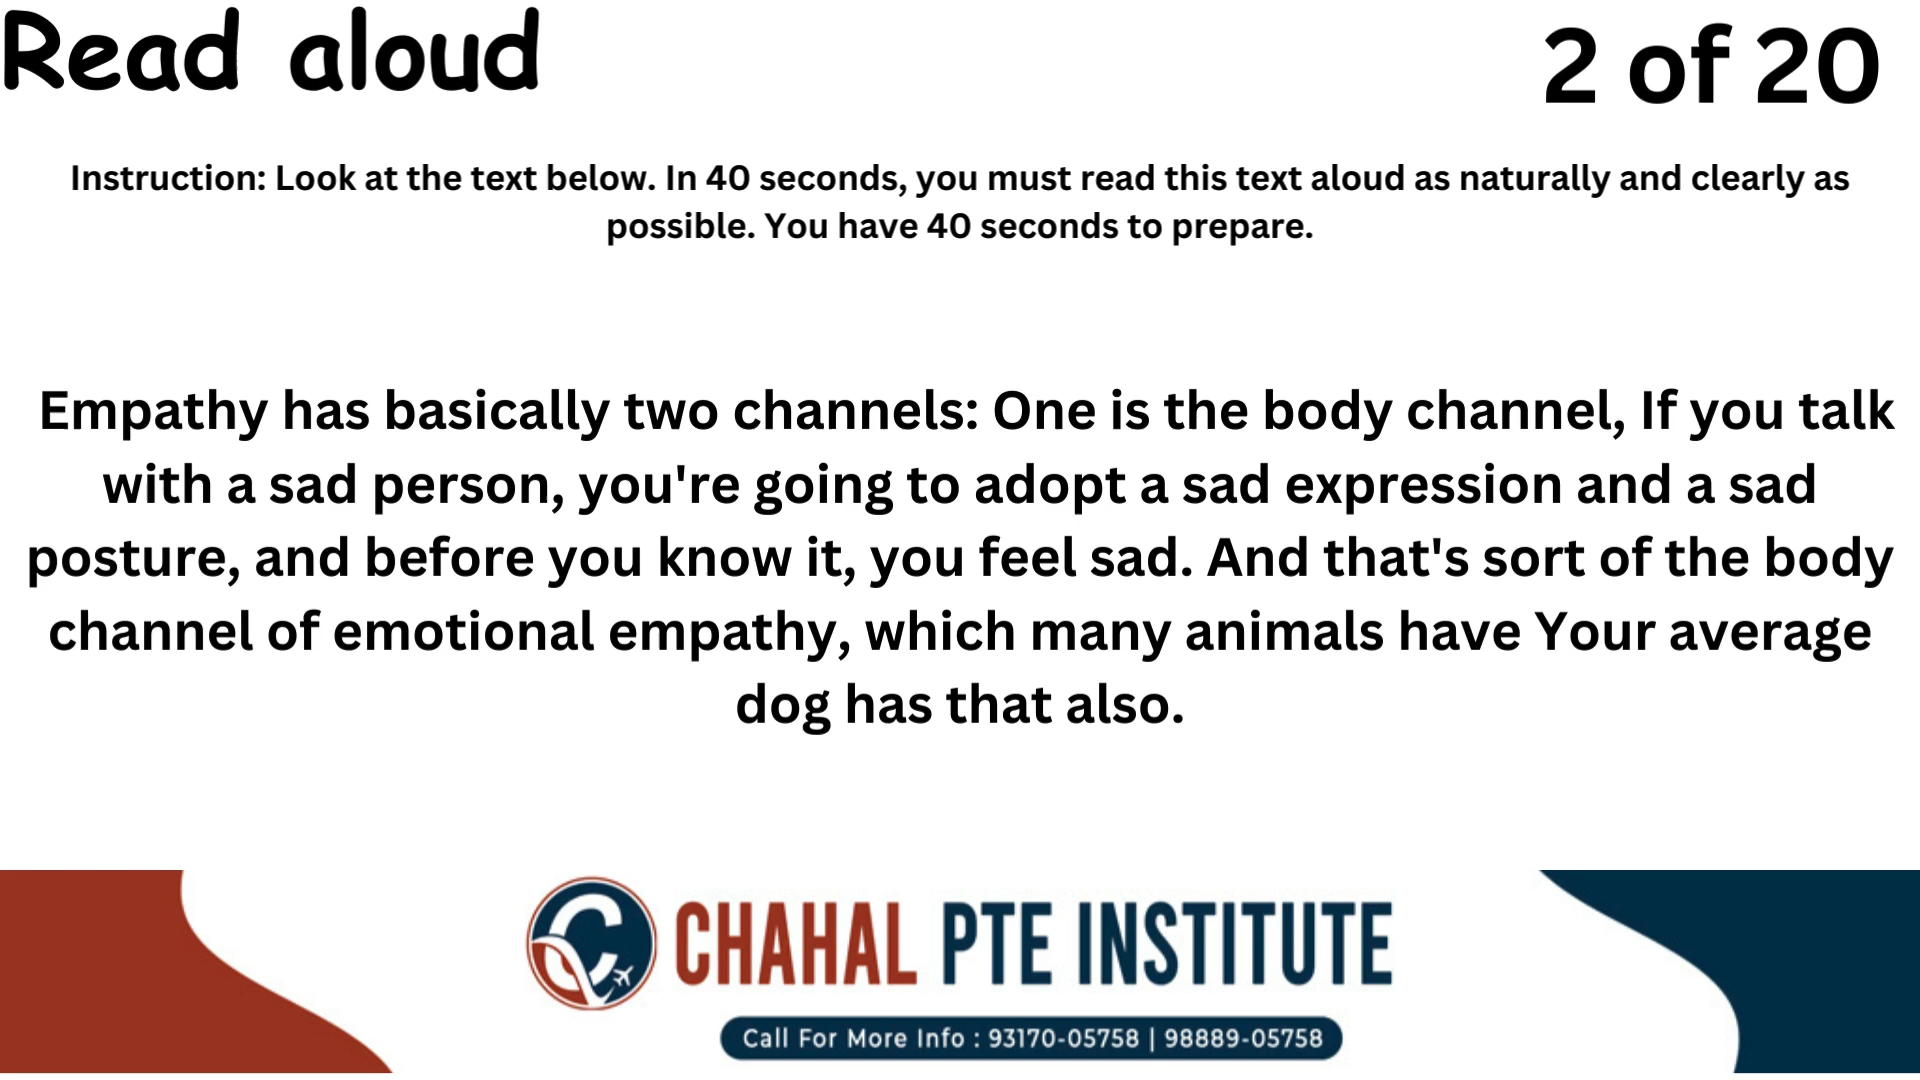 Read aloud
2 of 20
Instruction: Look at the text below. In 40 seconds, you must read this text aloud as naturally and clearly as
possible. You have 40 seconds to prepare.
Empathy has basically two channels: One is the body channel, If you talk
with a sad person, you're going to adopt a sad expression and a sad
posture, and before you know it, you feel sad. And that's sort of the body
channel of emotional empathy, which many animals have Your average
dog has that also.
CHAHAL PTE INSTITUTE
Call For More Info : 93170-05758 | 98889-05758